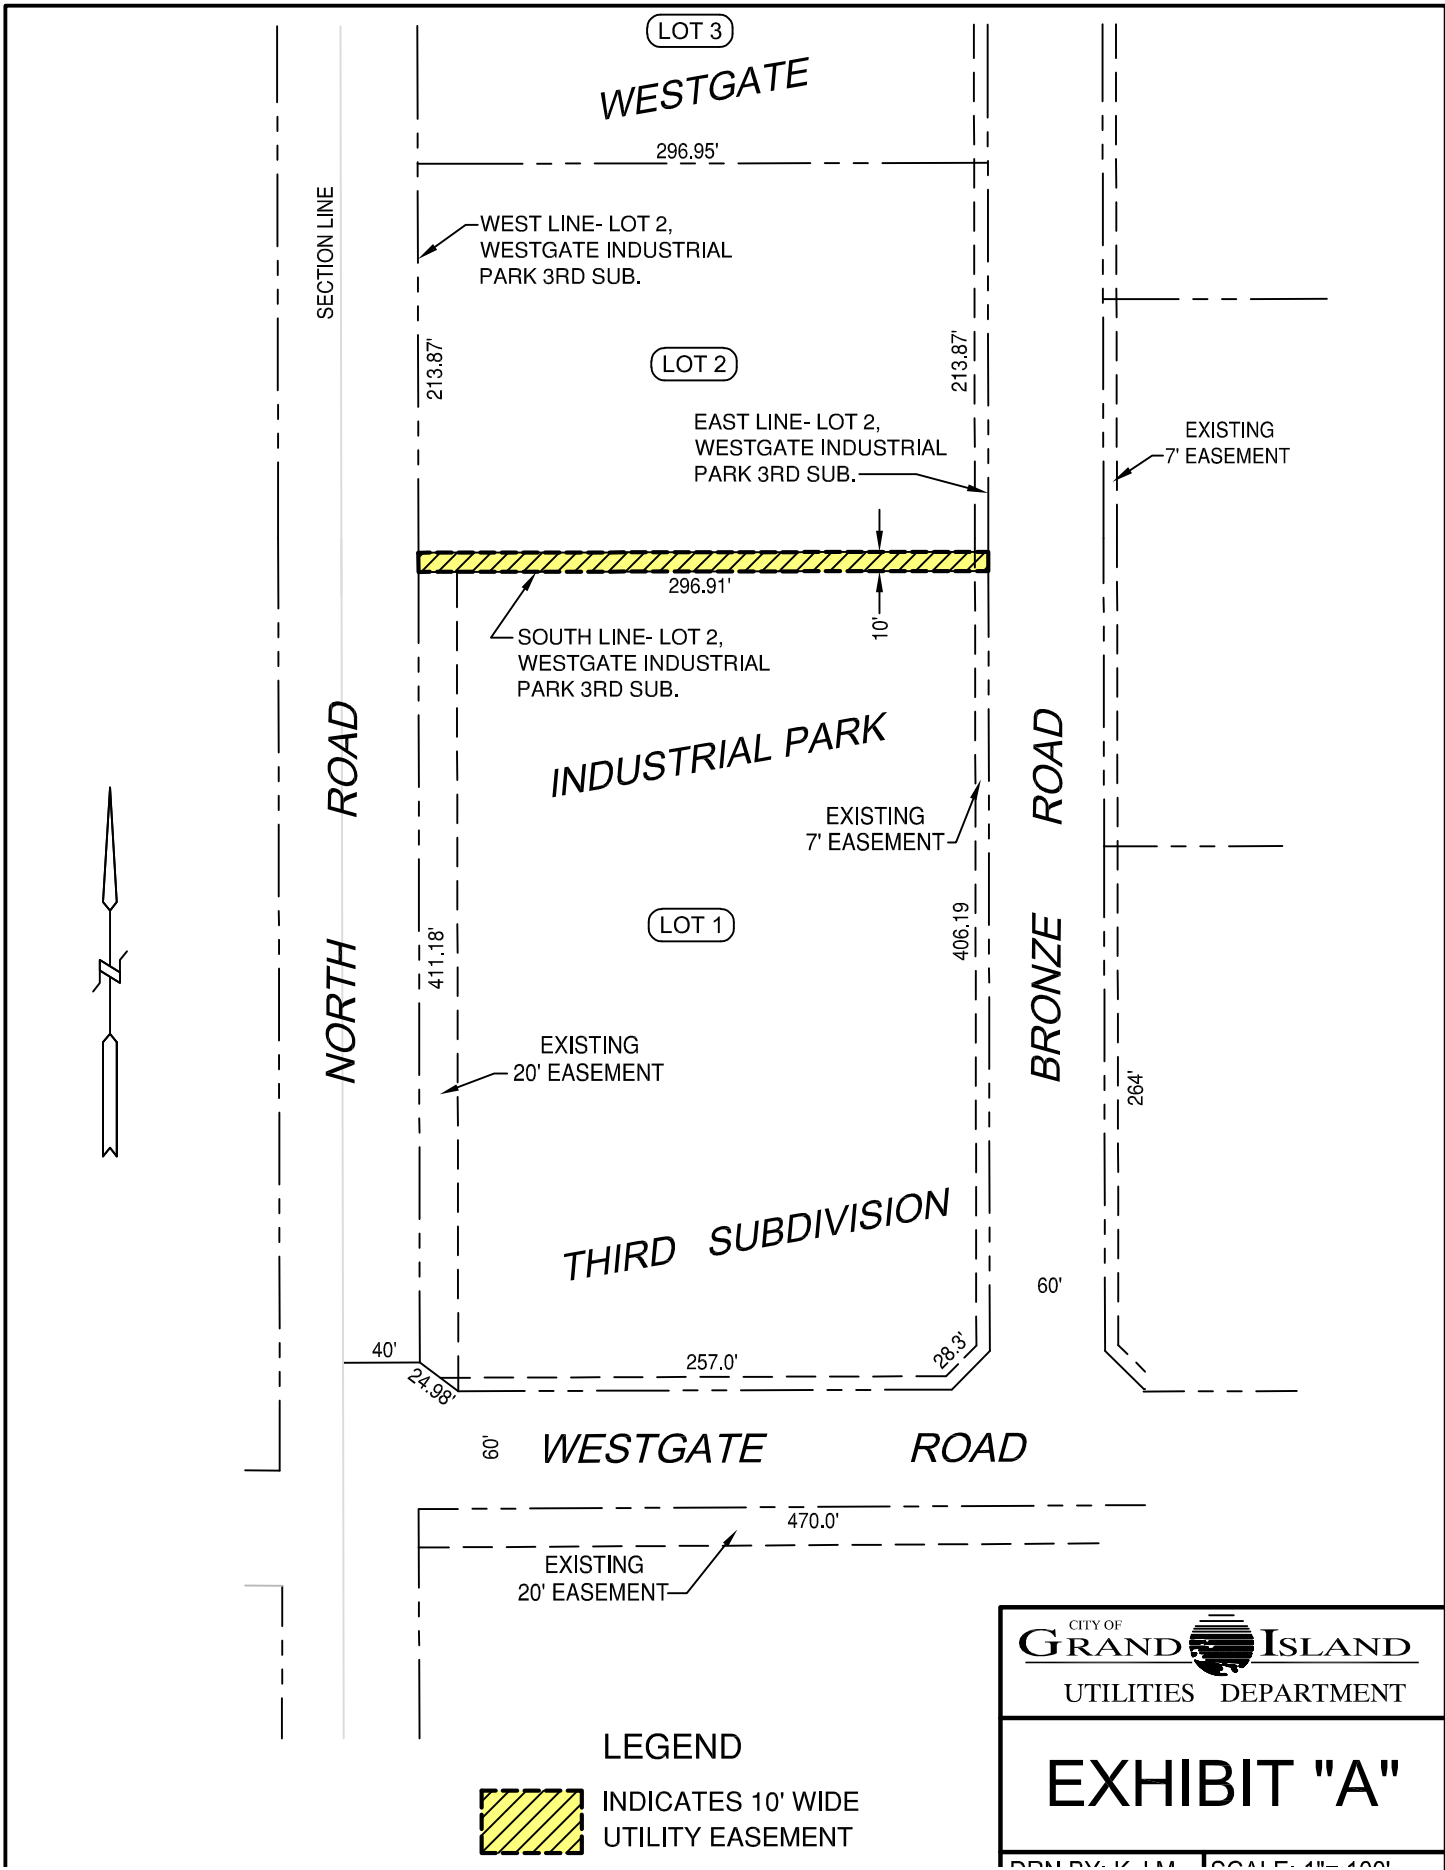 LOT 3
WESTGATE
296.95'
SECTION LINE
WEST LINE- LOT 2,
WESTGATE INDUSTRIAL
PARK 3RD SUB.
213.87'
LOT 2
213.87'
EAST LINE- LOT 2,
WESTGATE INDUSTRIAL
PARK 3RD SUB.
EXISTING
7' EASEMENT
296.91'
10'
SOUTH LINE- LOT 2,
WESTGATE INDUSTRIAL
PARK 3RD SUB.
NORTH ROAD
INDUSTRIAL PARK
BRONZE ROAD
EXISTING
7' EASEMENT
LOT 1
411.18'
406.19
EXISTING
20' EASEMENT
264'
THIRD SUBDIVISION
60'
40'
24.98'
257.0'
28.3'
60'
WESTGATE ROAD
470.0'
EXISTING
20' EASEMENT
CITY OF
GRAND ISLAND
UTILITIES DEPARTMENT
LEGEND
INDICATES 10' WIDE
UTILITY EASEMENT
EXHIBIT "A"
DRN BY: K.J.M.
SCALE: 1"= 100'